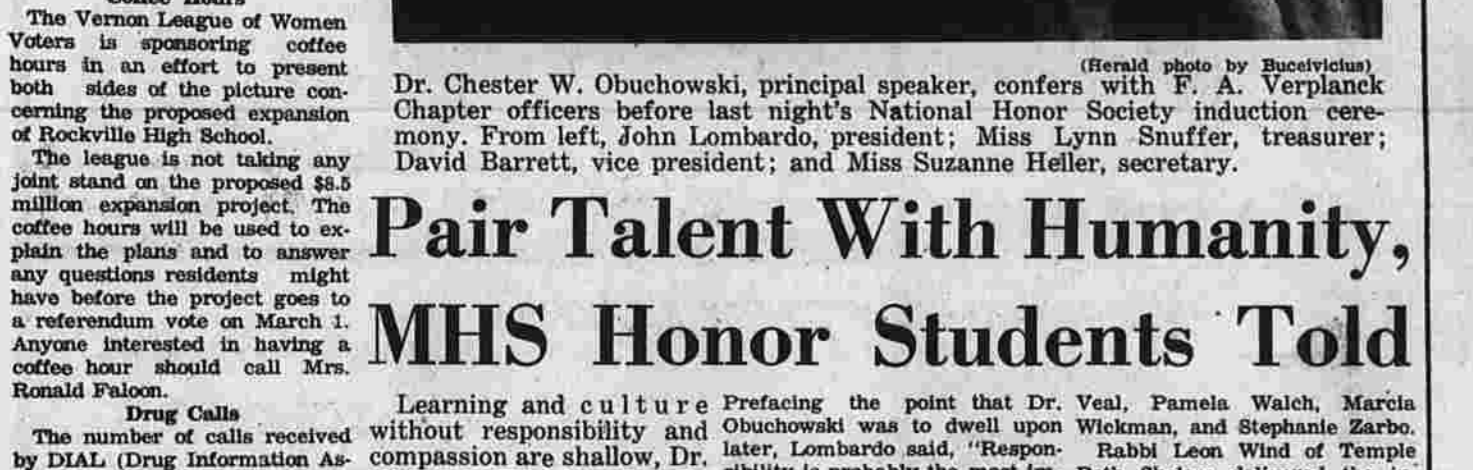 The Vernon League of Women
Voters is sponsoring coffee
hours in an effort to present
both sides of the picture con-
cerning the proposed expansion
of Rockville High School.
The league is not taking any
joint stand on the proposed $8.5
million expansion project. The
coffee hours will be used to ex-
plain the plans and to answer
any questions residents might
have before the project goes to
a referendum vote on March 1.
Anyone interested in having a
coffee hour should call Mrs.
Ronald Faloon.
Drug Calls
The number of calls received
by DIAL (Drug Information As-
(Herald photo by Buceivicius)
Dr. Chester W. Obuchowski, principal speaker, confers with F. A. Verplanck
Chapter officers before last night's National Honor Society induction cere-
mony. From left, John Lombardo, president; Miss Lynn Snuffer, treasurer;
David Barrett, vice president; and Miss Suzanne Heller, secretary.
Pair Talent With Humanity,
MHS Honor Students Told
Learning and culture
without responsibility and
compassion are shallow, Dr.
Prefacing the point that Dr.
Obuchowski was to dwell upon
later, Lombardo said, "Respon-
Veal, Pamela Walch, Marcia
Wickman, and Stephanie Zarbo.
Rabbi Leon Wind of Temple